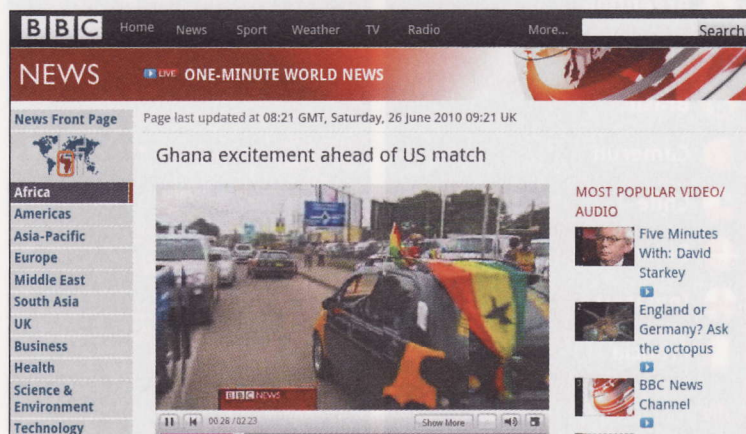 BBC Home News Sport Weather TV Radio More... Search
NEWS LIVE ONE-MINUTE WORLD NEWS
News Front Page
Africa
Americas
Asia-Pacific
Europe
Middle East
South Asia
UK
Business
Health
Science &
Environment
Technology
Page last updated at 08:21 GMT, Saturday, 26 June 2010 09:21 UK
Ghana excitement ahead of US match
BBC NEWS
00.28 / 02.23 Show More
MOST POPULAR VIDEO/
AUDIO
Five Minutes
With: David
Starkey
England or
Germany? Ask
the octopus
BBC News
Channel